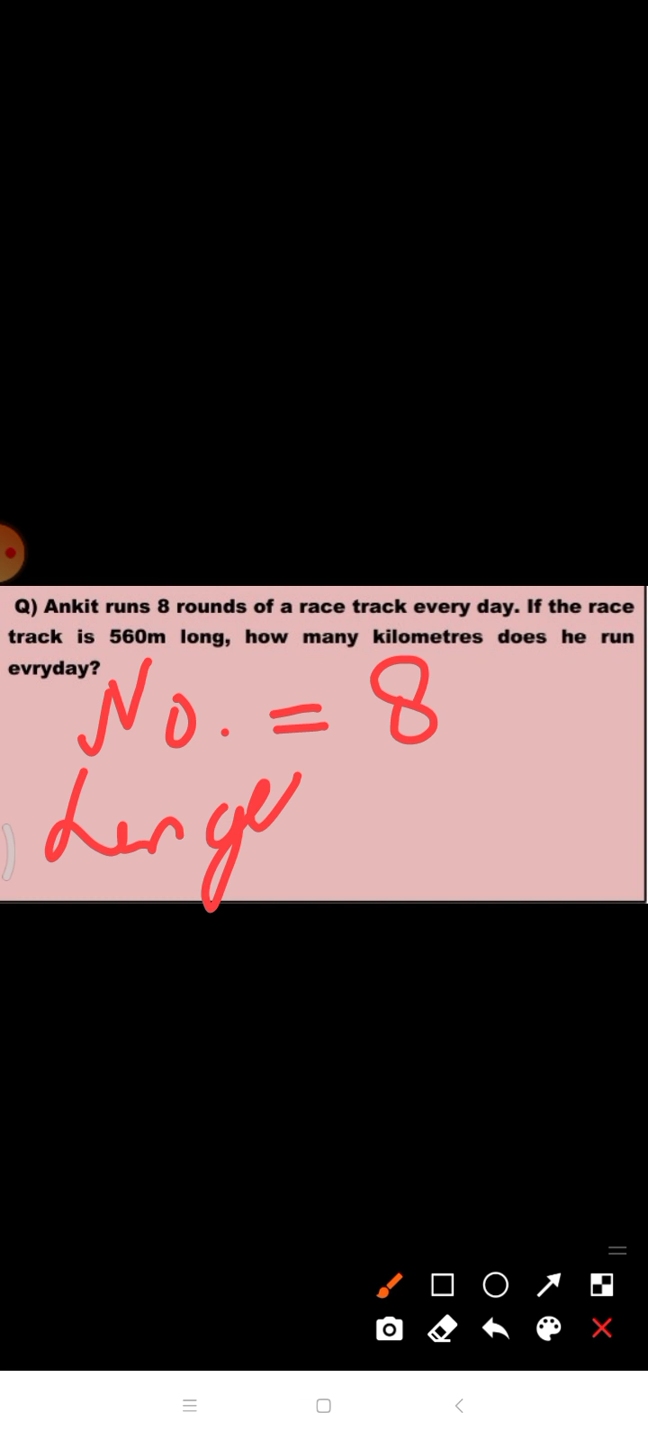 Q) Ankit runs 8 rounds of a race track every day. If the race
track is 560m long, how many kilometres does he run
evryday?
No. = 8